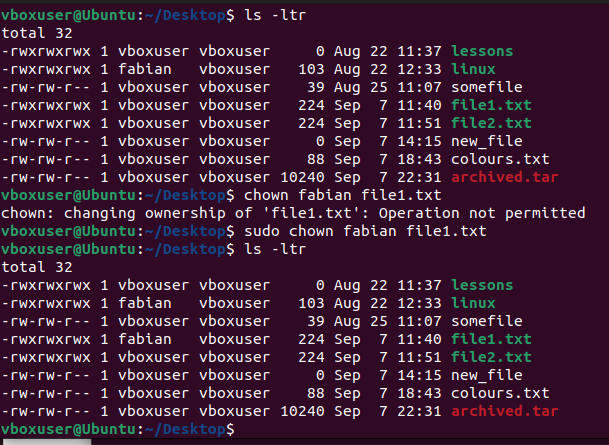 vboxuser@Ubuntu:~/Desktop$ ls -ltr
total 32
-rwxrwxrwx 1 vboxuser vboxuser     0 Aug 22 11:37 lessons
-rwxrwxrwx 1 fabian   vboxuser   103 Aug 22 12:33 linux
-rw-rw-r-- 1 vboxuser vboxuser    39 Aug 25 11:07 somefile
-rwxrwxrwx 1 vboxuser vboxuser   224 Sep  7 11:40 file1.txt
-rwxrwxrwx 1 vboxuser vboxuser   224 Sep  7 11:51 file2.txt
-rw-rw-r-- 1 vboxuser vboxuser     0 Sep  7 14:15 new_file
-rw-rw-r-- 1 vboxuser vboxuser    88 Sep  7 18:43 colours.txt
-rw-rw-r-- 1 vboxuser vboxuser 10240 Sep  7 22:31 archived.tar
vboxuser@Ubuntu:~/Desktop$ chown fabian file1.txt
chown: changing ownership of 'file1.txt': Operation not permitted
vboxuser@Ubuntu:~/Desktop$ sudo chown fabian file1.txt
vboxuser@Ubuntu:~/Desktop$ ls -ltr
total 32
-rwxrwxrwx 1 vboxuser vboxuser     0 Aug 22 11:37 lessons
-rwxrwxrwx 1 fabian   vboxuser   103 Aug 22 12:33 linux
-rw-rw-r-- 1 vboxuser vboxuser    39 Aug 25 11:07 somefile
-rwxrwxrwx 1 fabian   vboxuser   224 Sep  7 11:40 file1.txt
-rwxrwxrwx 1 vboxuser vboxuser   224 Sep  7 11:51 file2.txt
-rw-rw-r-- 1 vboxuser vboxuser     0 Sep  7 14:15 new_file
-rw-rw-r-- 1 vboxuser vboxuser    88 Sep  7 18:43 colours.txt
-rw-rw-r-- 1 vboxuser vboxuser 10240 Sep  7 22:31 archived.tar
vboxuser@Ubuntu:~/Desktop$